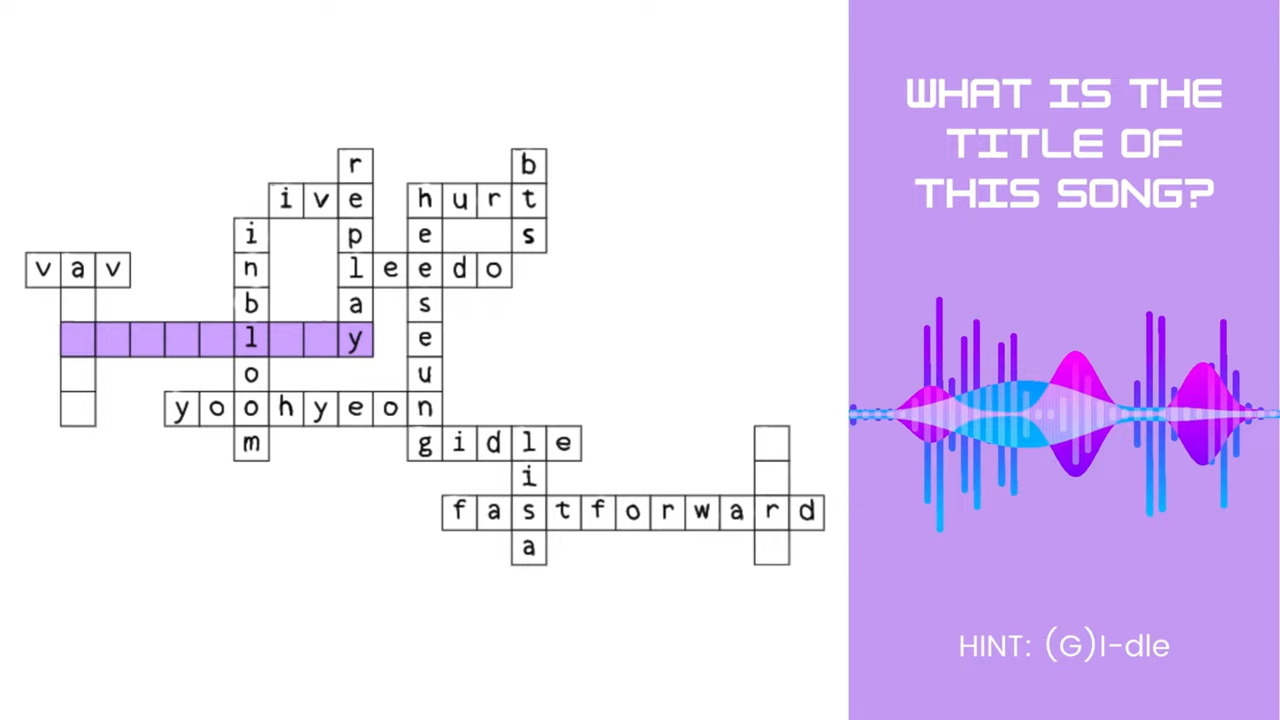 WHAT IS THE
TITLE OF
THIS SONG?
r
b
ive
hurt
i
p
e
s
vav
n
leedo
b
a
s
l
y
e
o
u
yoohyeon
m
gidle
i
fastforward
a
HINT: (G)I-dle